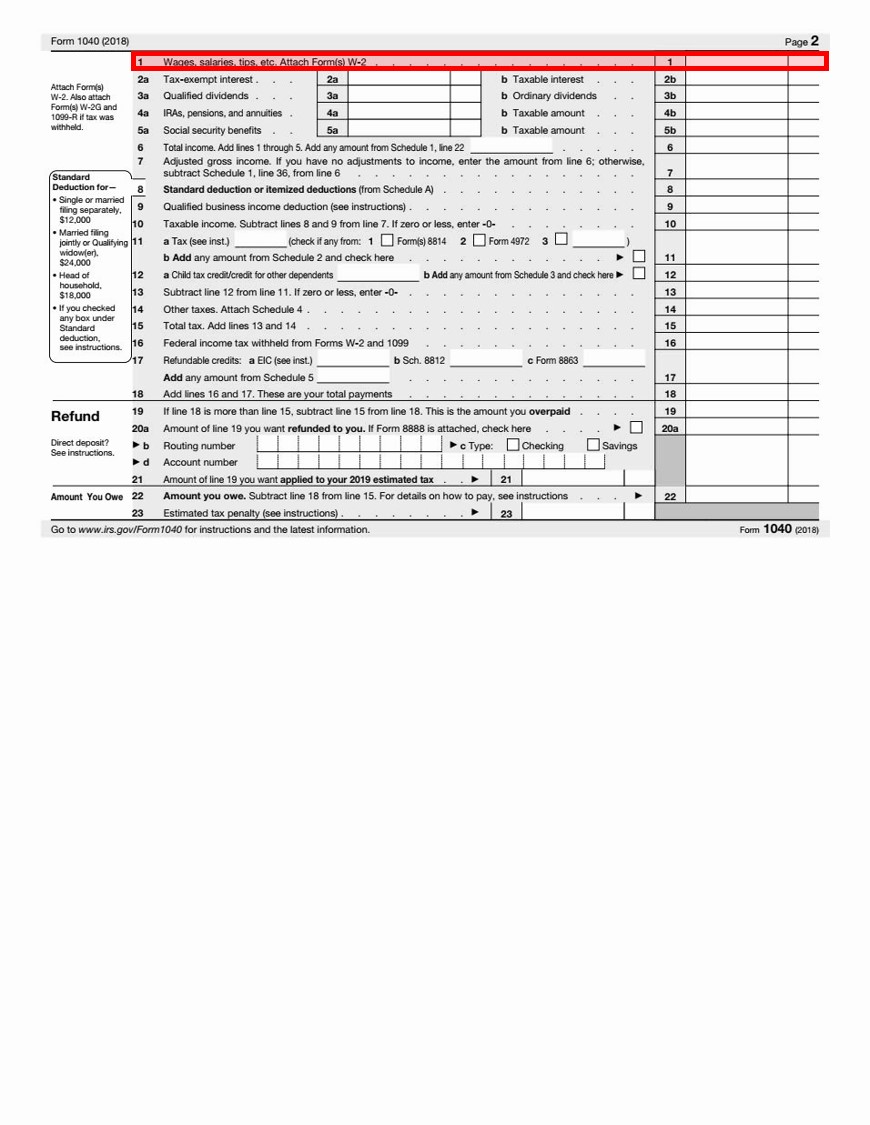 Form 1040 (2018) Page 2
Attach Form(s)
W-2. Also attach
Form(s) W-2G and
1099-R if tax was
withheld.
1 Wages, salaries, tips, etc. Attach Form(s) W-2 . . . . . . . . . . . . . . . . 1
2a Tax-exempt interest . . . 2a b Taxable interest . . . 2b
3a Qualified dividends . . . 3a b Ordinary dividends . . . 3b
4a IRAs, pensions, and annuities . 4a b Taxable amount . . . 4b
5a Social security benefits . . 5a b Taxable amount . . . 5b
6 Total income. Add lines 1 through 5. Add any amount from Schedule 1, line 22 . . . . . 6
7 Adjusted gross income. If you have no adjustments to income, enter the amount from line 6; otherwise,
subtract Schedule 1, line 36, from line 6 . . . . . . . . . . . . . . . . . 7
Standard
Deduction for—
• Single or married
filing separately,
$12,000
• Married filing
jointly or Qualifying
widow(er),
$24,000
• Head of
household,
$18,000
• If you checked
any box under
Standard
deduction,
see instructions.
8 Standard deduction or itemized deductions (from Schedule A) . . . . . . . . . . . 8
9 Qualified business income deduction (see instructions) . . . . . . . . . . . . . . 9
10 Taxable income. Subtract lines 8 and 9 from line 7. If zero or less, enter -0- . . . . . . . . 10
11 a Tax (see inst.) (check if any from: 1 Form(s) 8814 2 Form 4972 3 )
b Add any amount from Schedule 2 and check here . . . . . . . . . . . ▶ 11
12 a Child tax credit/credit for other dependents b Add any amount from Schedule 3 and check here ▶ 12
13 Subtract line 12 from line 11. If zero or less, enter -0- . . . . . . . . . . . . . . 13
14 Other taxes. Attach Schedule 4 . . . . . . . . . . . . . . . . . . . . 14
15 Total tax. Add lines 13 and 14 . . . . . . . . . . . . . . . . . . . . 15
16 Federal income tax withheld from Forms W-2 and 1099 . . . . . . . . . . . . . 16
17 Refundable credits: a EIC (see inst.) b Sch. 8812 c Form 8863
Add any amount from Schedule 5 . . . . . . . . . . . . . . 17
18 Add lines 16 and 17. These are your total payments . . . . . . . . . . . . . . 18
Refund
19 If line 18 is more than line 15, subtract line 15 from line 18. This is the amount you overpaid . . . . 19
20a Amount of line 19 you want refunded to you. If Form 8888 is attached, check here . . . . ▶ 20a
Direct deposit?
See instructions.
▶ b Routing number ▶ c Type: Checking Savings
▶ d Account number
21 Amount of line 19 you want applied to your 2019 estimated tax . . ▶ 21
Amount You Owe 22 Amount you owe. Subtract line 18 from line 15. For details on how to pay, see instructions . . . ▶ 22
23 Estimated tax penalty (see instructions) . . . . . . . ▶ 23
Go to www.irs.gov/Form1040 for instructions and the latest information. Form 1040 (2018)